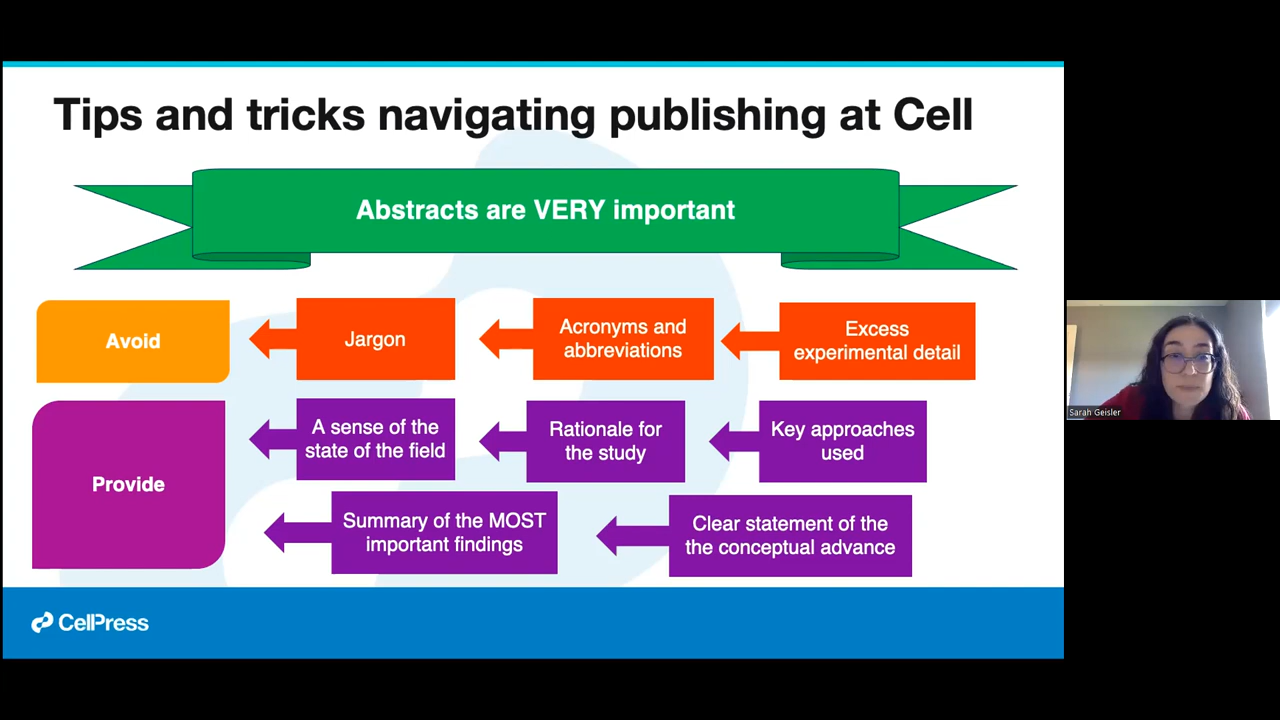 Tips and tricks navigating publishing at Cell
Abstracts are VERY important
Avoid
Jargon
Acronyms and
abbreviations
Excess
experimental detail
Provide
A sense of the
state of the field
Rationale for
the study
Key approaches
used
Summary of the MOST
important findings
Clear statement of the
the conceptual advance
CellPress
Sarah Geisler